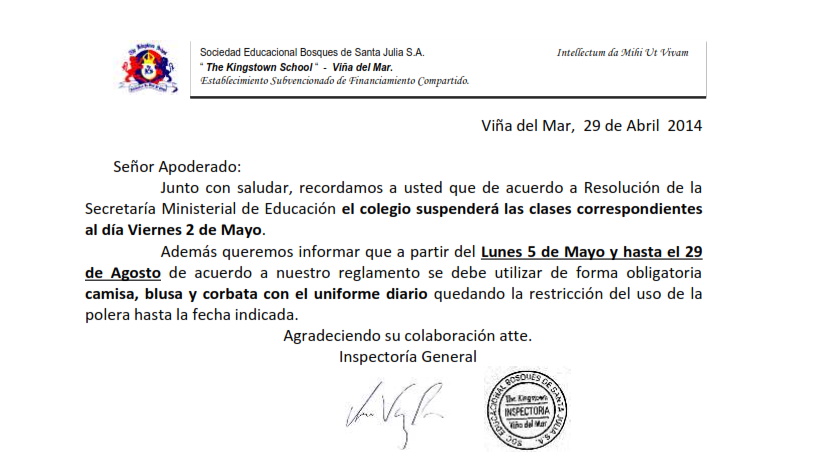 Sociedad Educacional Bosques de Santa Julia S.A.
Intellectum da Mihi Ut Vivam
“ The Kingstown School “ - Viña del Mar.
Establecimiento Subvencionado de Financiamiento Compartido.
Viña del Mar, 29 de Abril 2014
Señor Apoderado:
Junto con saludar, recordamos a usted que de acuerdo a Resolución de la
Secretaría Ministerial de Educación el colegio suspenderá las clases correspondientes
al día Viernes 2 de Mayo.
Además queremos informar que a partir del Lunes 5 de Mayo y hasta el 29
de Agosto de acuerdo a nuestro reglamento se debe utilizar de forma obligatoria
camisa, blusa y corbata con el uniforme diario quedando la restricción del uso de la
polera hasta la fecha indicada.
Agradeciendo su colaboración atte.
Inspectoría General
SOC. EDUCACIONAL BOSQUES DE SANTA JULIA S.A.
The Kingstown
INSPECTORIA
Viña del Mar